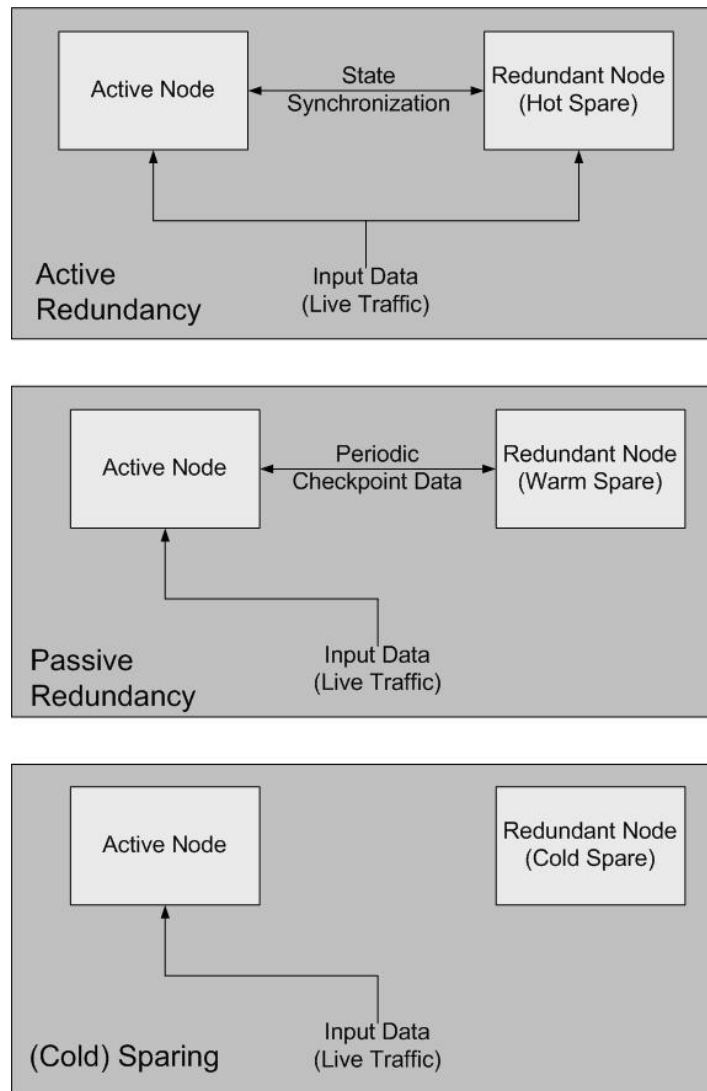 Active Node
State
Synchronization
Redundant Node
(Hot Spare)
Input Data
(Live Traffic)
Active
Redundancy
Active Node
Periodic
Checkpoint Data
Redundant Node
(Warm Spare)
Input Data
(Live Traffic)
Passive
Redundancy
Active Node
Redundant Node
(Cold Spare)
Input Data
(Live Traffic)
(Cold) Sparing